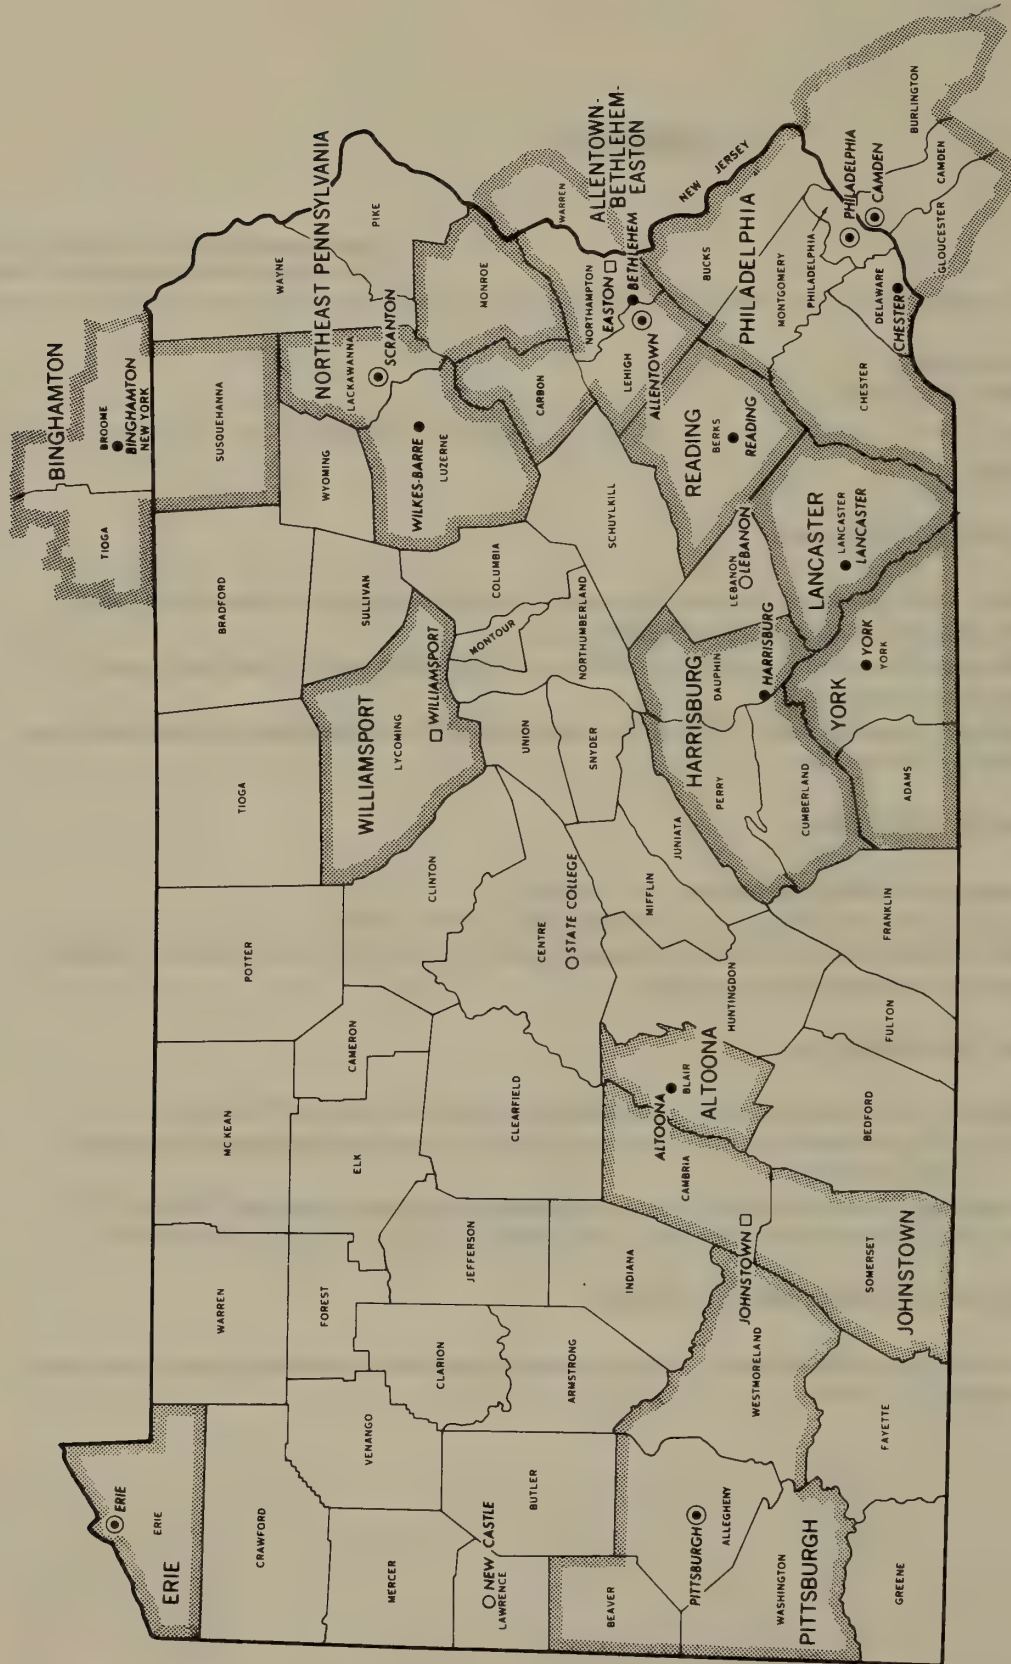 BINGHAMTON
BROOME
BINGHAMTON
NEW YORK
TIOGA
ERIE
ERIE
ERIE
CRAWFORD
WARREN
MC KEAN
POTTER
TIOGA
BRADFORD
SUSQUEHANNA
WAYNE
PIKE
NORTHEAST PENNSYLVANIA
LACKAWANNA
SCRANTON
WYOMING
SULLIVAN
WILKES-BARRE
LUZERNE
MONROE
WILLIAMSPORT
LYCOMING
WILLIAMSPORT
MERCER
VENANGO
FOREST
ELK
CAMERON
CLINTON
COLUMBIA
MONTOUR
CARBON
NEW CASTLE
LAWRENCE
BUTLER
CLARION
JEFFERSON
CLEARFIELD
CENTRE
STATE COLLEGE
UNION
SNYDER
NORTHUMBERLAND
SCHUYLKILL
LEHIGH
ALLENTOWN
NORTHAMPTON
EASTON
BETHLEHEM
WARREN
ALLENTOWN-
BETHLEHEM-
EASTON
NEW JERSEY
BEAVER
PITTSBURGH
ALLEGHENY
WASHINGTON
PITTSBURGH
ARMSTRONG
INDIANA
WESTMORELAND
JOHNSTOWN
CAMBRIA
ALTOONA
BLAIR
ALTOONA
HUNTINGDON
MIFFLIN
JUNIATA
HARRISBURG
PERRY
DAUPHIN
HARRISBURG
CUMBERLAND
LEBANON
LEBANON
READING
BERKS
READING
BUCKS
PHILADELPHIA
MONTGOMERY
PHILADELPHIA
PHILADELPHIA
CAMDEN
BURLINGTON
CAMDEN
GLOUCESTER
DELAWARE
CHESTER
CHESTER
LANCASTER
LANCASTER
LANCASTER
YORK
YORK
YORK
ADAMS
FRANKLIN
FULTON
BEDFORD
SOMERSET
JOHNSTOWN
FAYETTE
GREENE